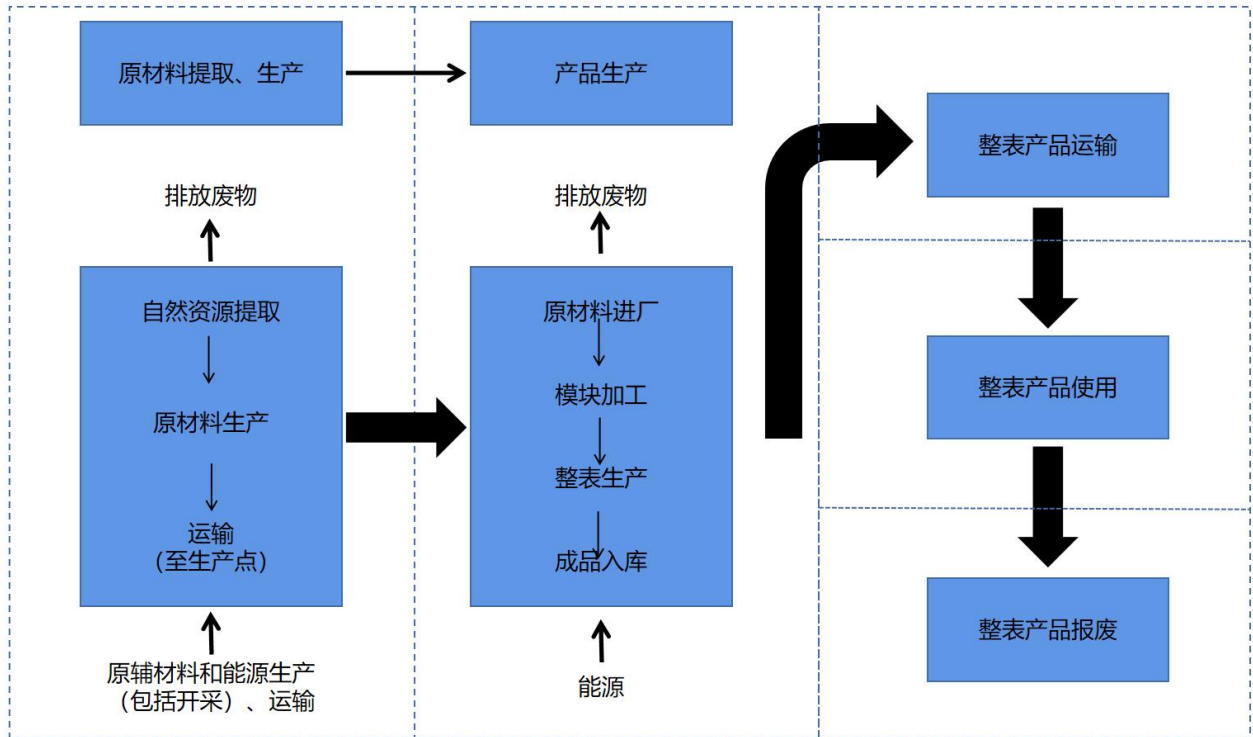 原材料提取、生产
产品生产
排放废物
自然资源提取
原材料生产
运输
（至生产点）
原辅材料和能源生产
（包括开采）、运输
排放废物
原材料进厂
模块加工
整表生产
成品入库
能源
整表产品运输
整表产品使用
整表产品报废